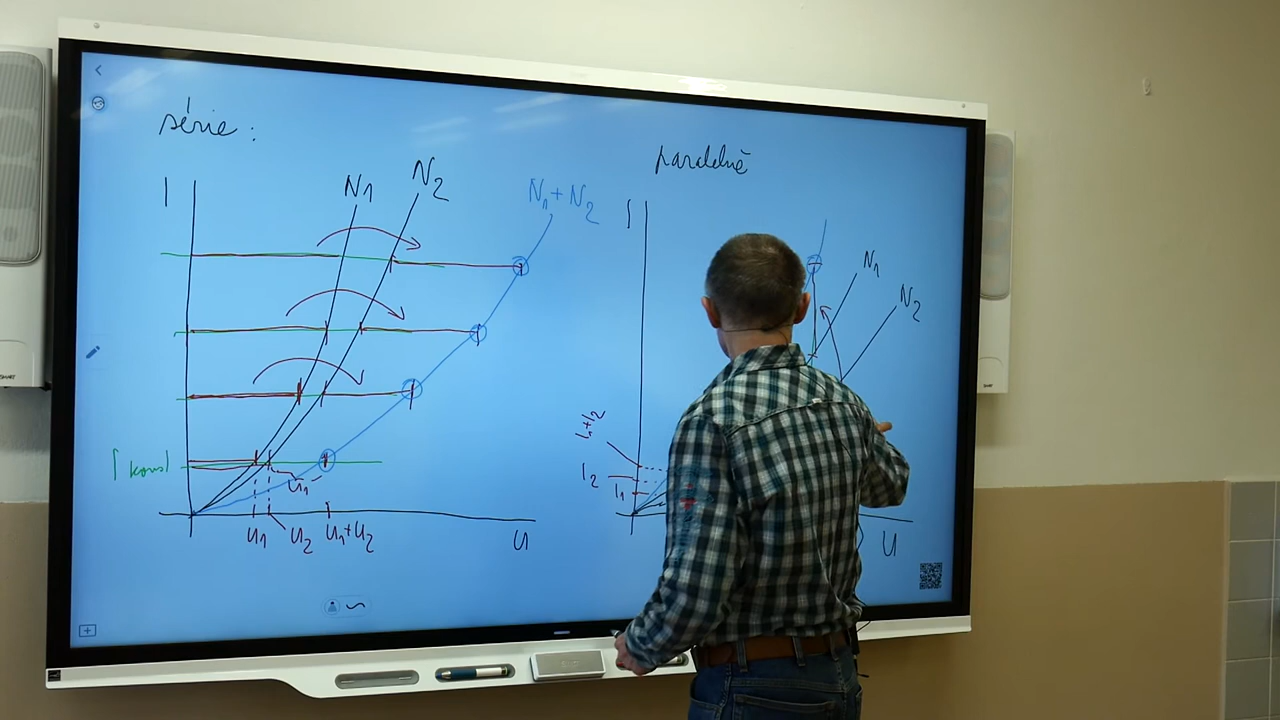 série :
I
N1
N2
N1+N2
I konst
U1
U1
U2
U1+U2
U
paralelně
I
N1
N2
I1+I2
I2
I1
U